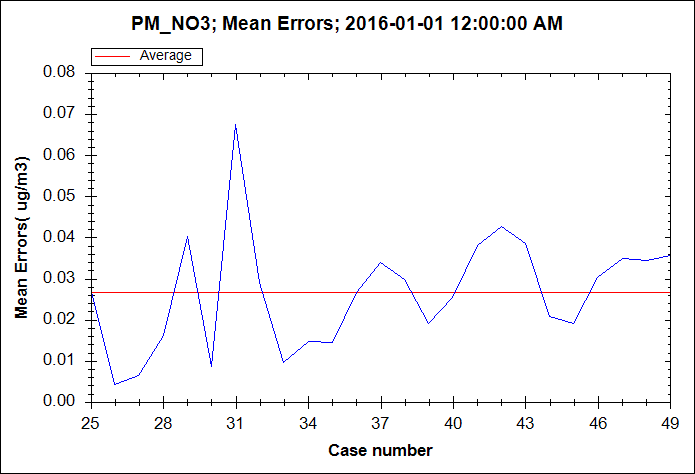 PM_NO3; Mean Errors; 2016-01-01 12:00:00 AM
Average
0.08
0.07
0.06
0.05
0.04
0.03
0.02
0.01
0.00
Mean Errors( ug/m3)
25 28 31 34 37 40 43 46 49
Case number